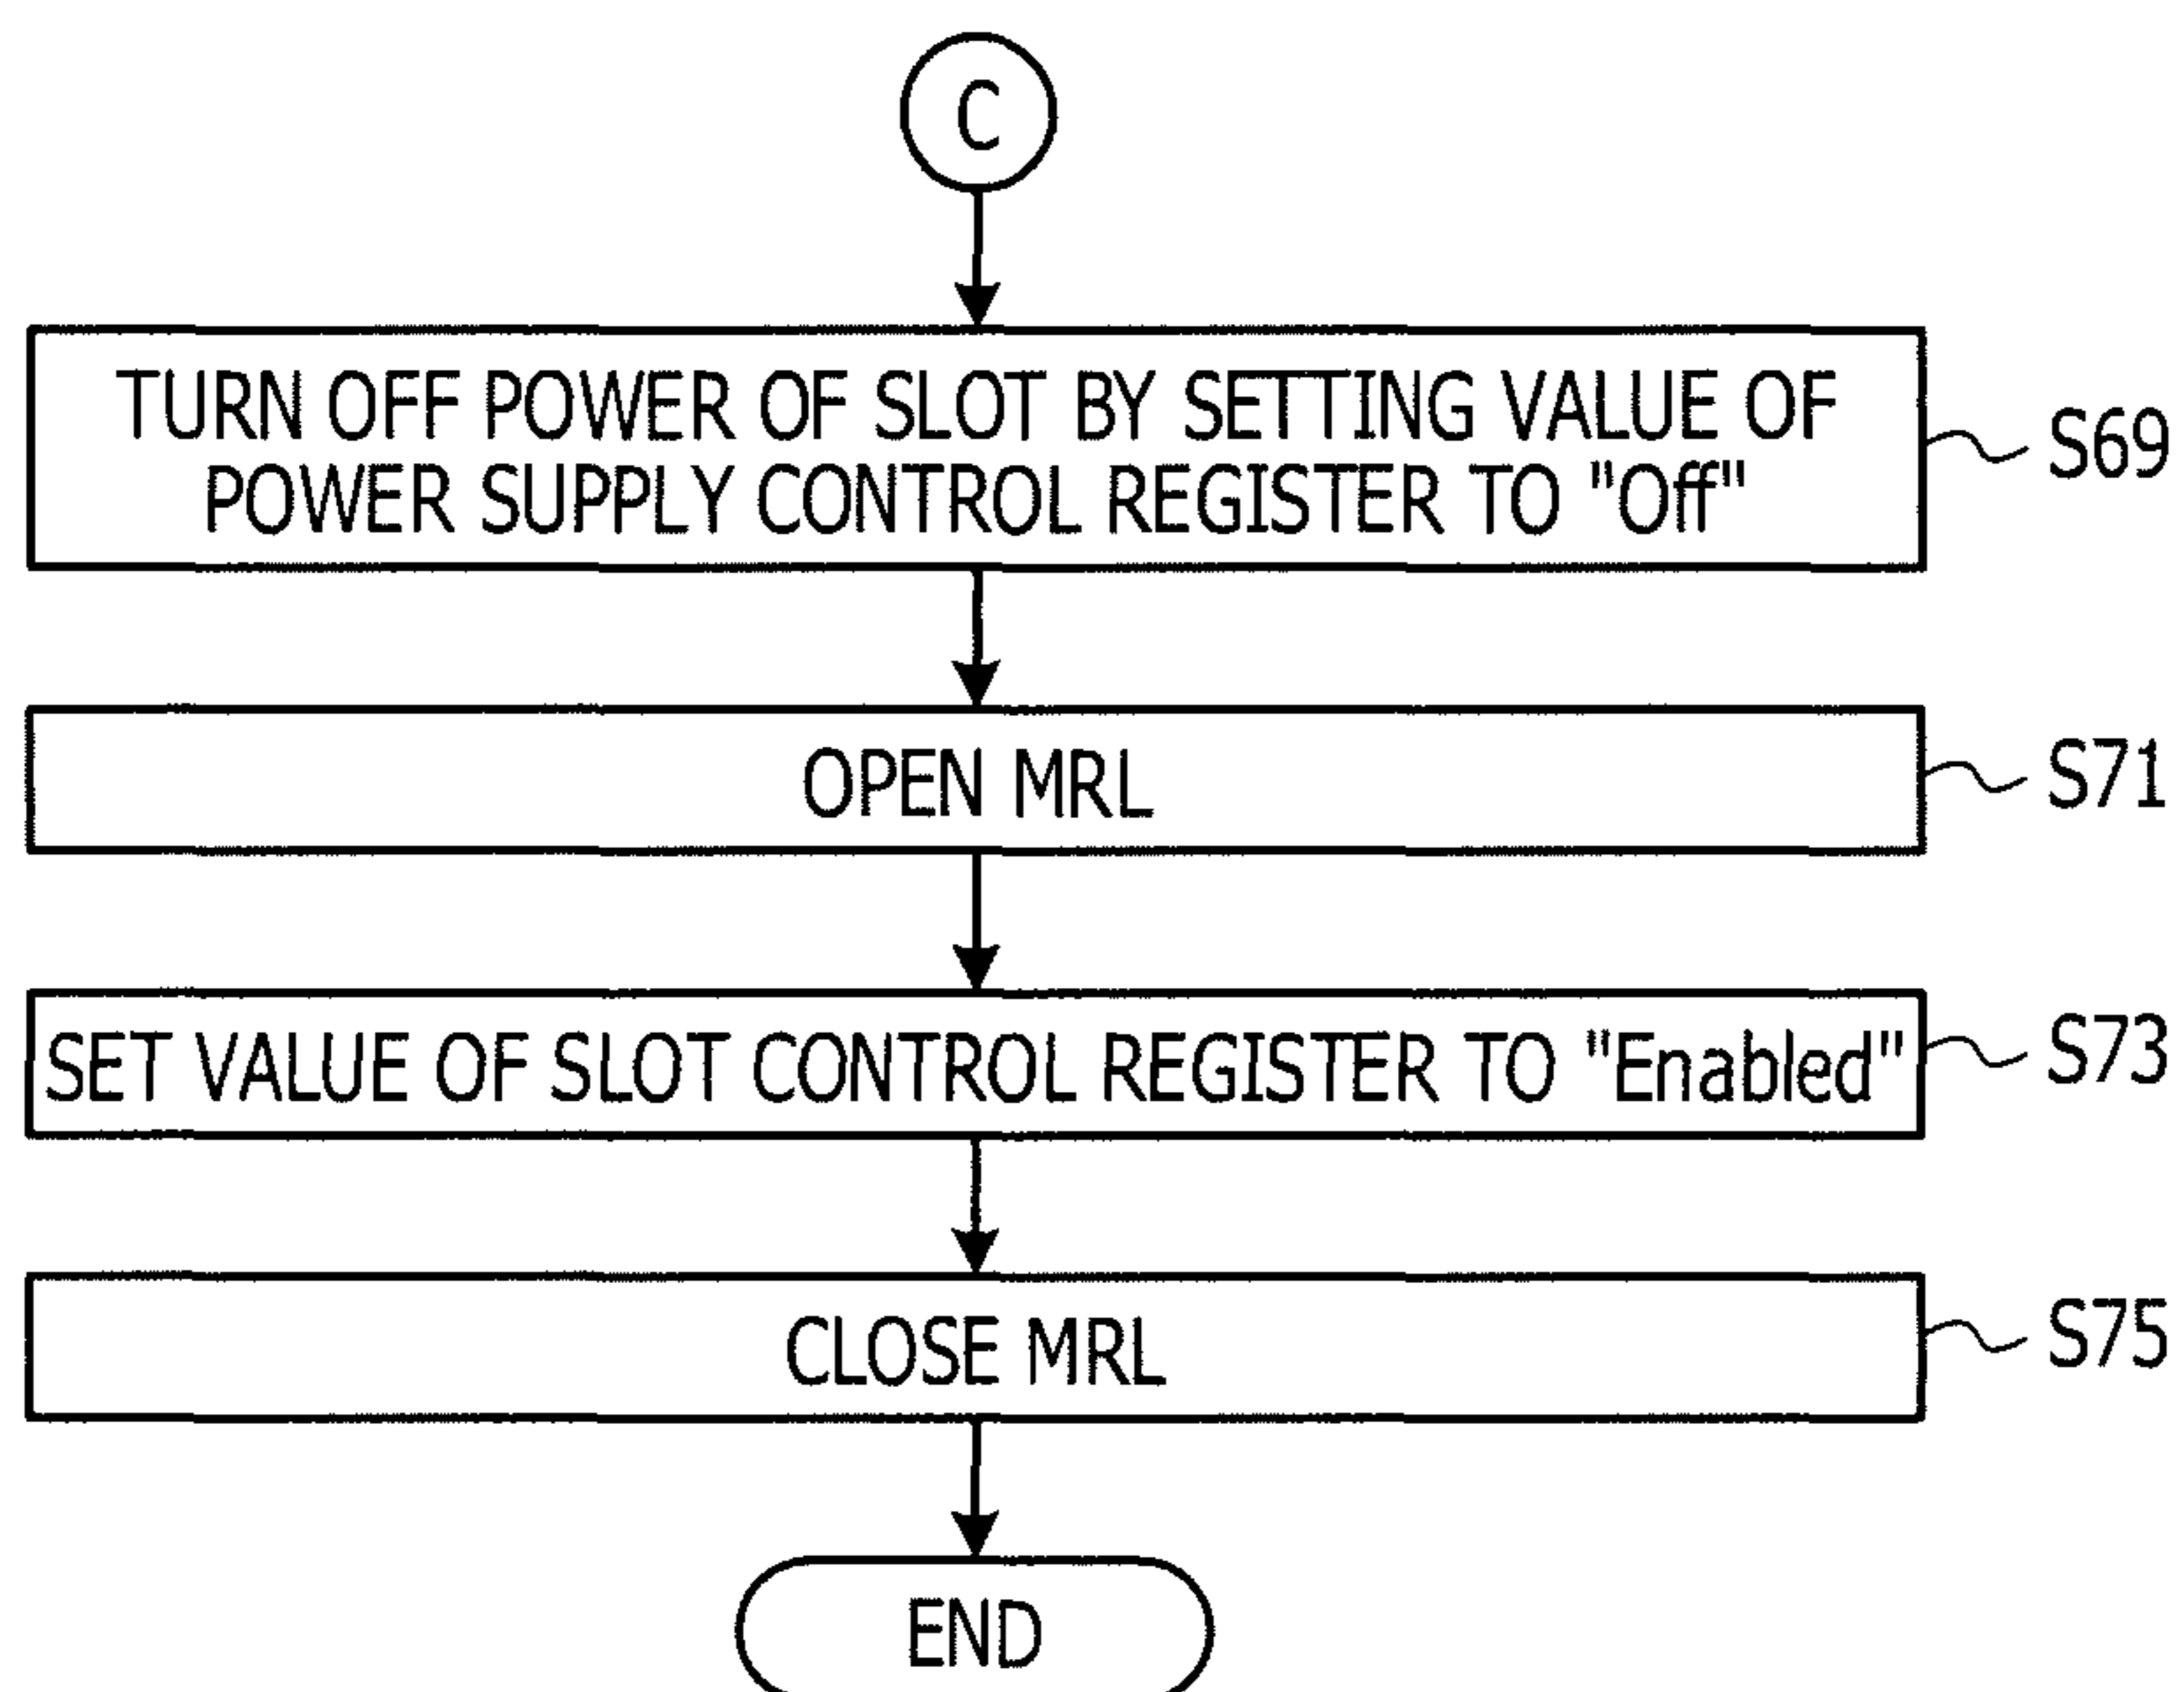 C
TURN OFF POWER OF SLOT BY SETTING VALUE OF
POWER SUPPLY CONTROL REGISTER TO "Off"
S69
OPEN MRL
S71
SET VALUE OF SLOT CONTROL REGISTER TO "Enabled"
S73
CLOSE MRL
S75
END